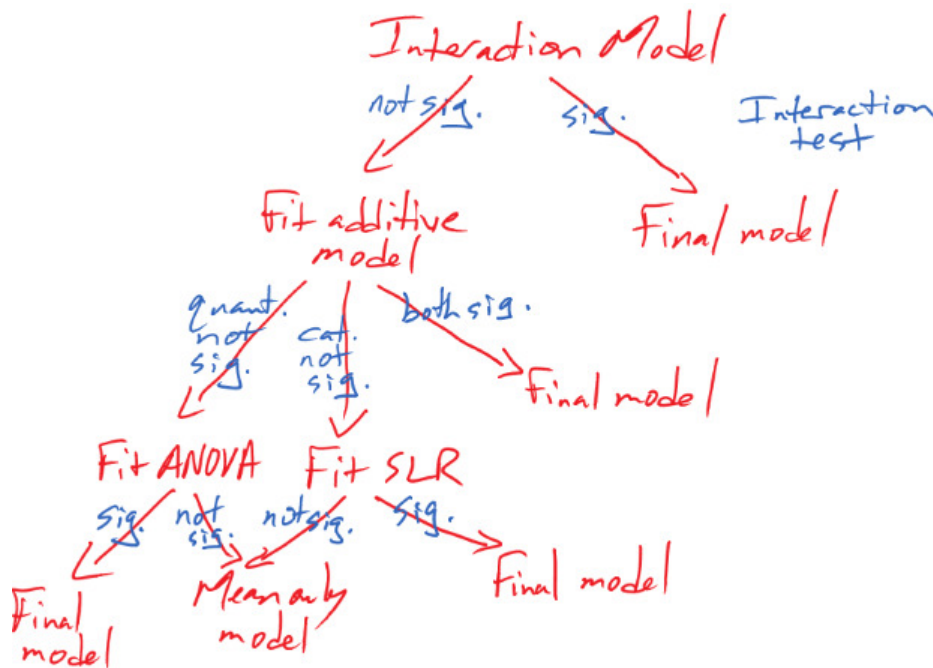 Interaction Model
not sig.
sig.
Interaction
test
Fit additive
model
Final model
quant.
not
sig.
cat.
not
sig.
both sig.
Final model
Fit ANOVA
Fit SLR
sig.
not
sig.
not sig.
sig.
Final
model
Mean only
model
Final model